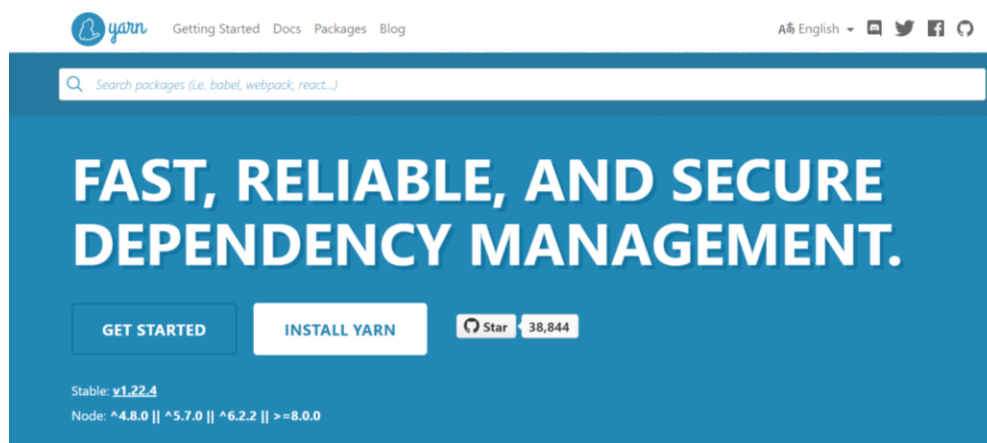 yarn Getting Started Docs Packages Blog Aあ English
Search packages (i.e. babel, webpack, react...)
FAST, RELIABLE, AND SECURE
DEPENDENCY MANAGEMENT.
GET STARTED INSTALL YARN Star 38,844
Stable: v1.22.4
Node: ^4.8.0 || ^5.7.0 || ^6.2.2 || >=8.0.0